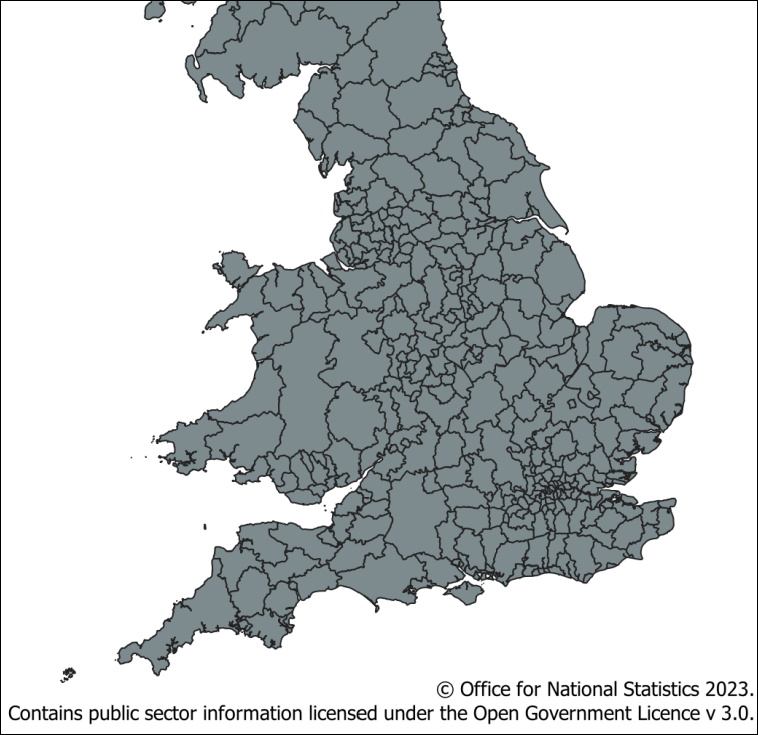 © Office for National Statistics 2023.
Contains public sector information licensed under the Open Government Licence v 3.0.